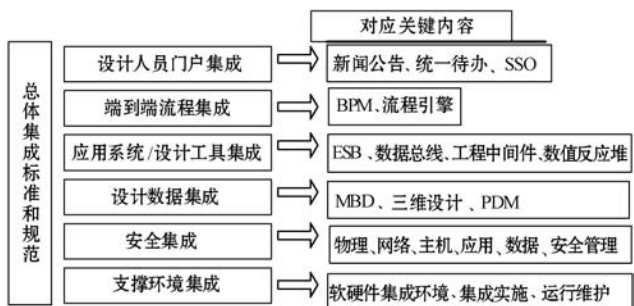 对应关键内容
总体集成标准和规范
设计人员门户集成
新闻公告、统一待办、SSO
端到端流程集成
BPM、流程引擎
应用系统/设计工具集成
ESB、数据总线、工程中间件、数值反应堆
设计数据集成
MBD、三维设计、PDM
安全集成
物理、网络、主机、应用、数据、安全管理
支撑环境集成
软硬件集成环境、集成实施、运行维护